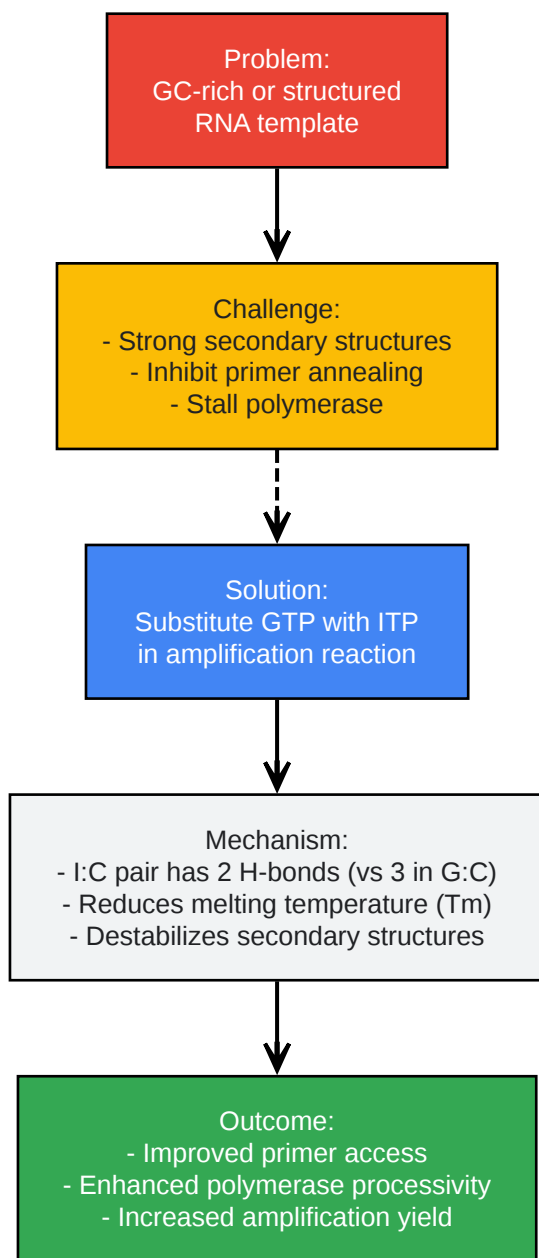 Problem:
GC-rich or structured
RNA template
Challenge:
- Strong secondary structures
- Inhibit primer annealing
- Stall polymerase
Solution:
Substitute GTP with ITP
in amplification reaction
Mechanism:
- I:C pair has 2 H-bonds (vs 3 in G:C)
- Reduces melting temperature (Tm)
- Destabilizes secondary structures
Outcome:
- Improved primer access
- Enhanced polymerase processivity
- Increased amplification yield